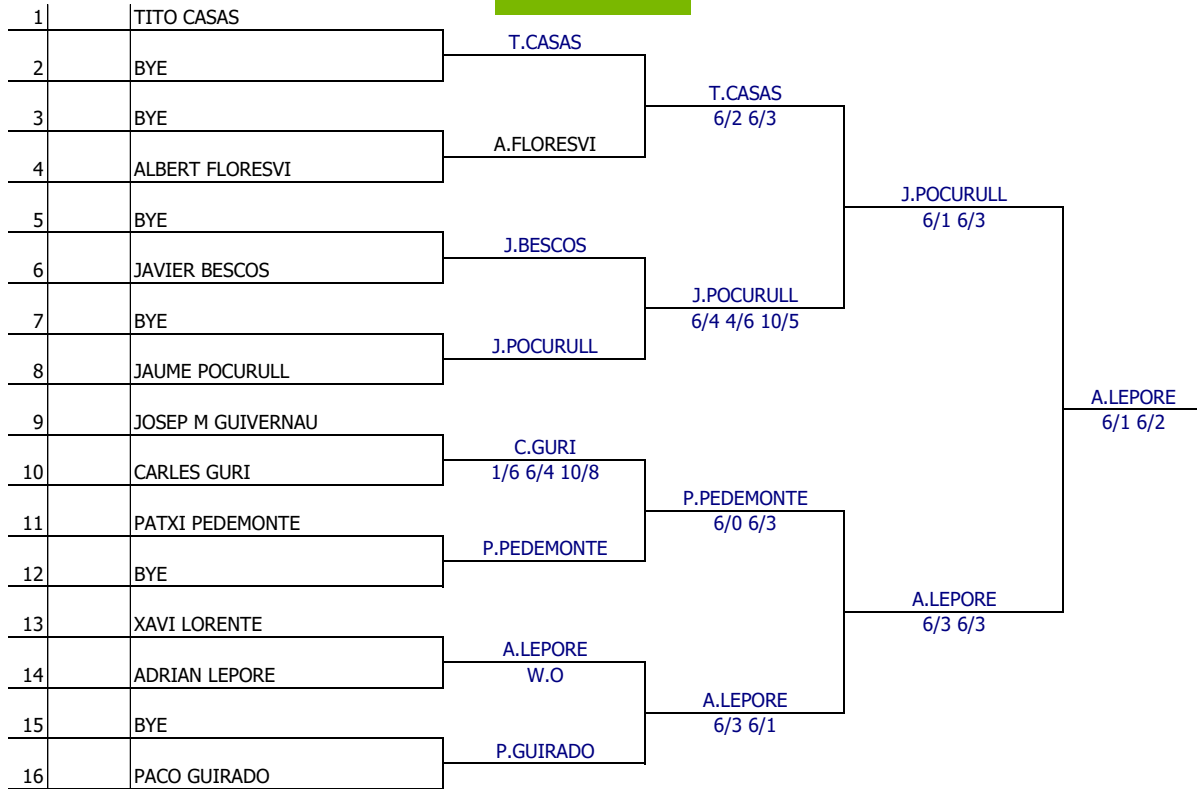 1 TITO CASAS
T.CASAS
2 BYE
T.CASAS
3 BYE
6/2 6/3
A.FLORESVI
4 ALBERT FLORESVI
J.POCURULL
5 BYE
6/1 6/3
J.BESCOS
6 JAVIER BESCOS
J.POCURULL
7 BYE
6/4 4/6 10/5
J.POCURULL
8 JAUME POCURULL
A.LEPORE
9 JOSEP M GUIVERNAU
6/1 6/2
C.GURI
10 CARLES GURI
1/6 6/4 10/8
P.PEDEMONTE
11 PATXI PEDEMONTE
6/0 6/3
P.PEDEMONTE
12 BYE
A.LEPORE
13 XAVI LORENTE
6/3 6/3
A.LEPORE
14 ADRIAN LEPORE
W.O
A.LEPORE
15 BYE
6/3 6/1
P.GUIRADO
16 PACO GUIRADO